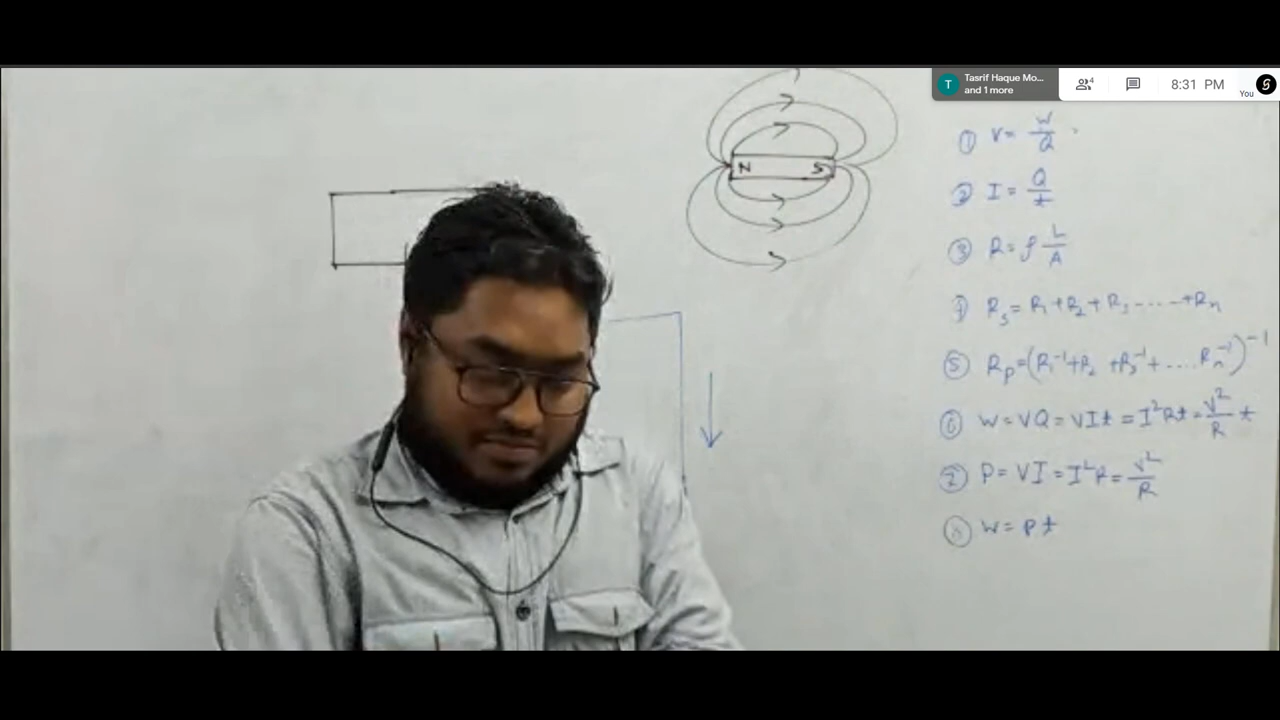 Tasrif Haque Mo...
and 1 more
4
8:31 PM
T
You
N S
① V = W/Q
② I = Q/t
③ R = ρ L/A
④ Rs = R1 + R2 + R3 ...... + Rn
⑤ Rp = (R1⁻¹ + R2 + R3⁻¹ + .... Rn⁻¹)⁻¹
⑥ W = VQ = VIt = I²Rt = V²/R t
⑦ P = VI = I²R = V²/R
⑧ W = Pt